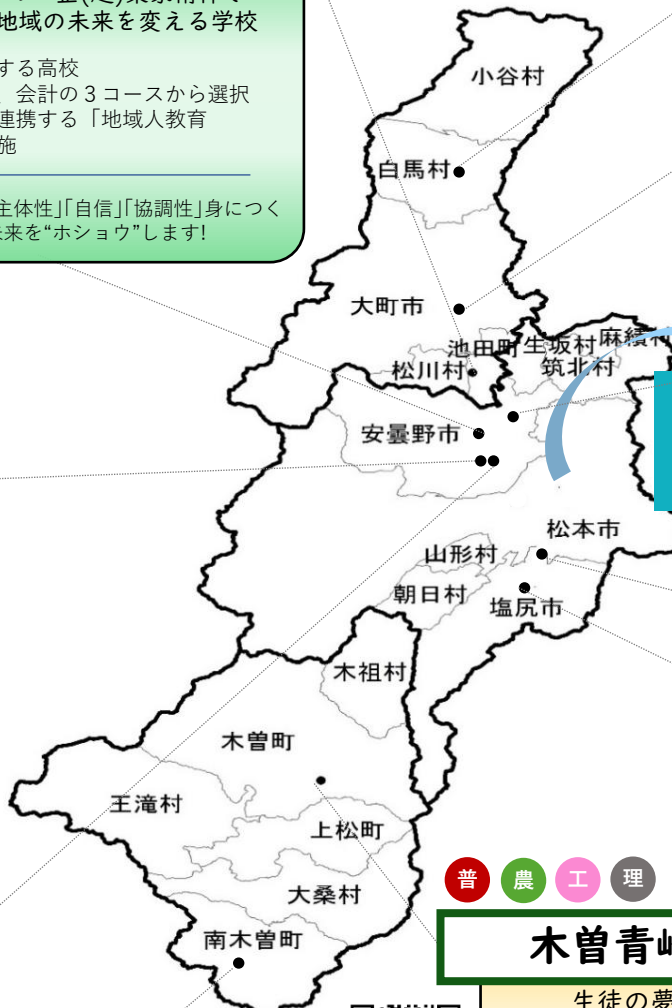 地域の未来を変える学校
する高校
、会計の３コースから選択
連携する「地域人教育
施
主体性」「自信」「協調性」身につく
来を“ホショウ”します!
小谷村
白馬村
大町市
池田町
生坂村
麻績村
筑北村
松川村
安曇野市
松本市
山形村
朝日村
塩尻市
木祖村
木曽町
王滝村
上松町
大桑村
南木曽町
普 農 工 理
木曽青峰
生徒の夢